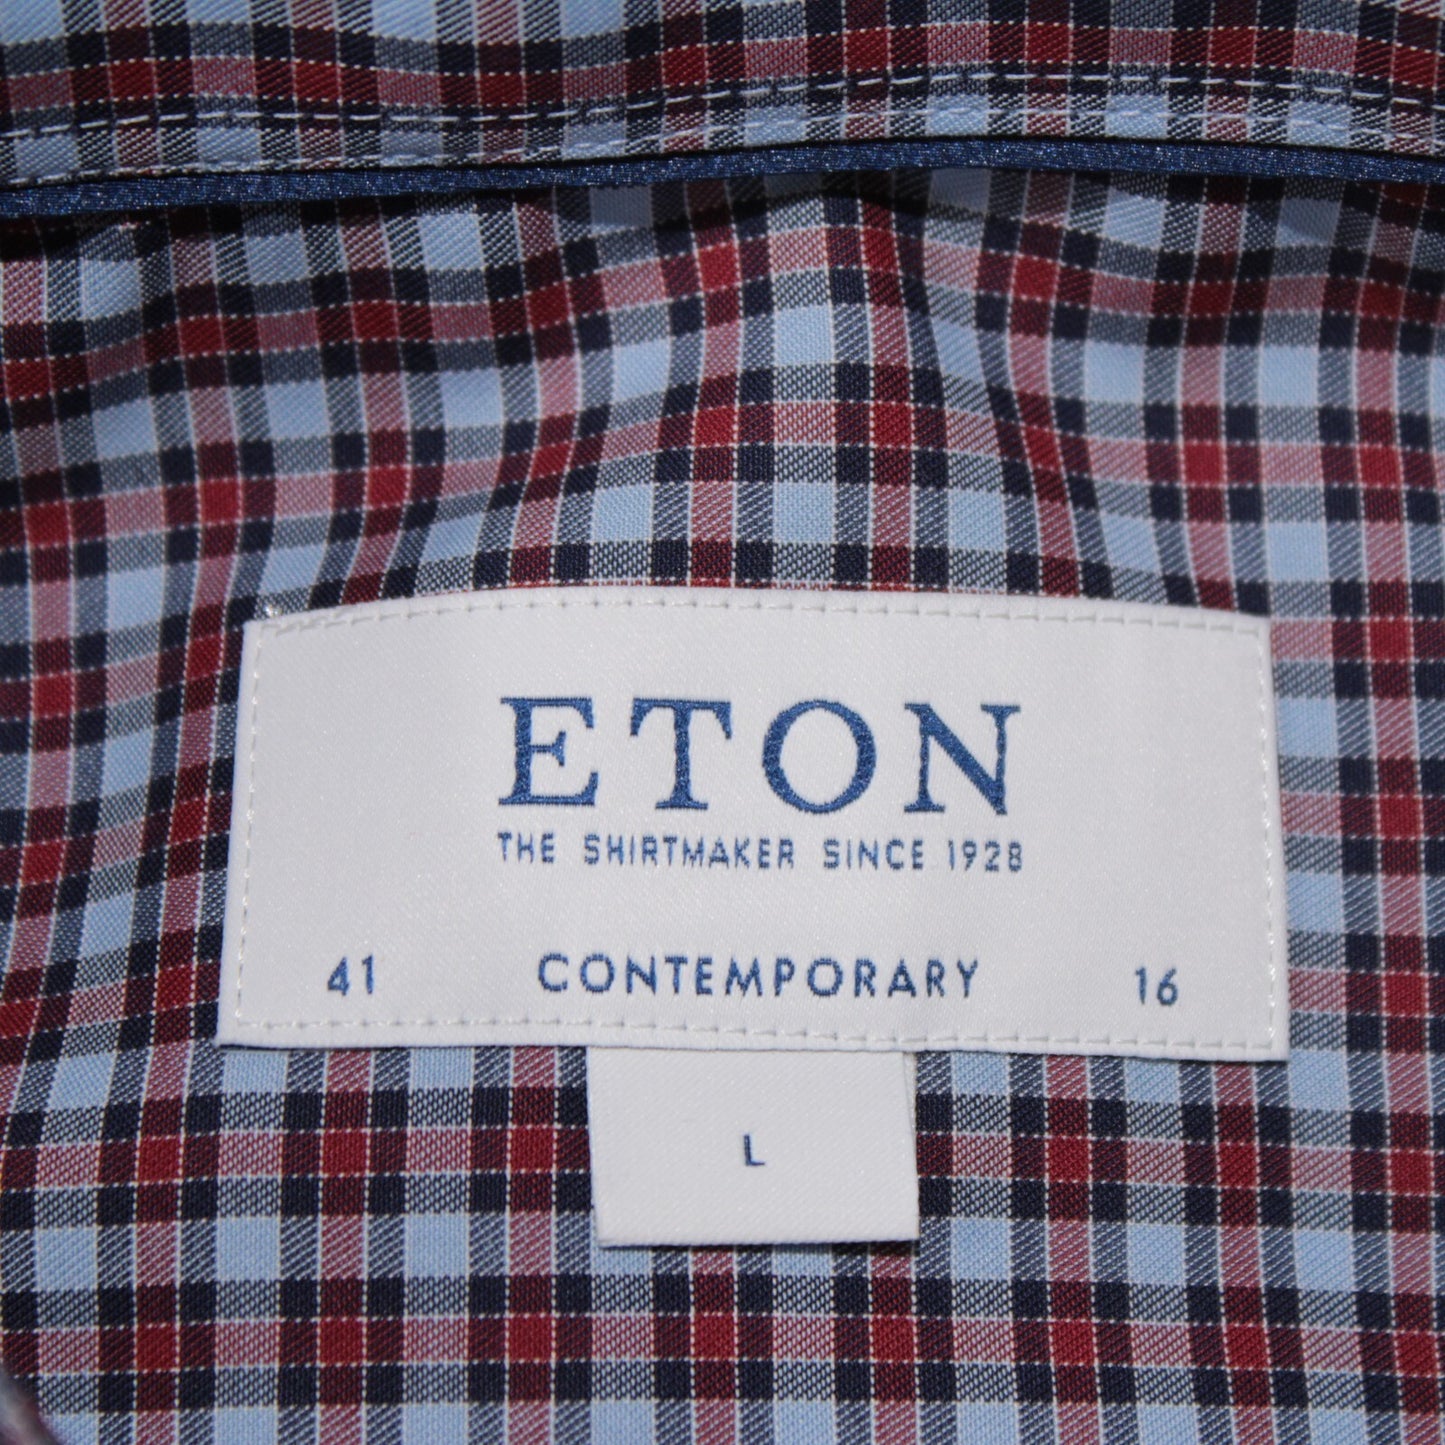 ETON
THE SHIRTMAKER SINCE 1928
41 CONTEMPORARY 16
L